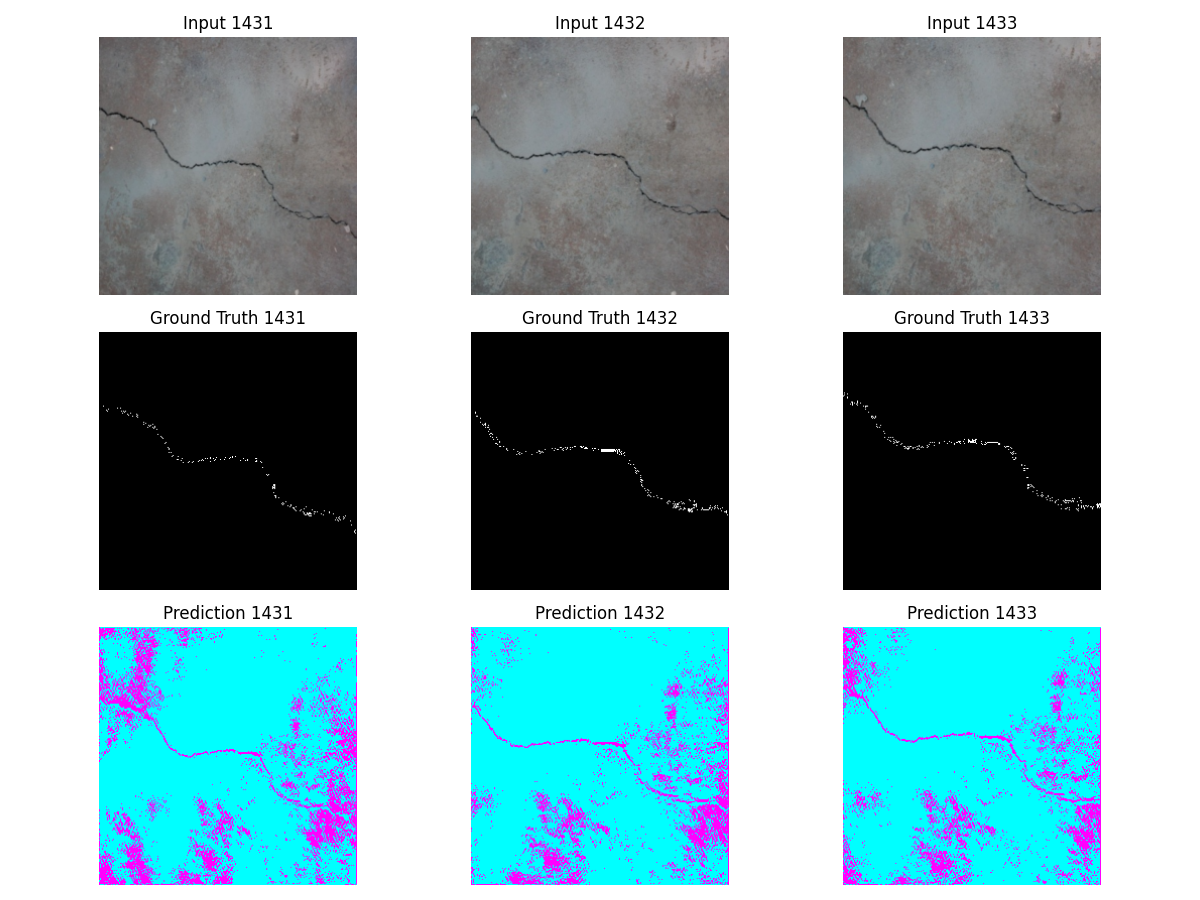 Input 1431
Input 1432
Input 1433
Ground Truth 1431
Ground Truth 1432
Ground Truth 1433
Prediction 1431
Prediction 1432
Prediction 1433